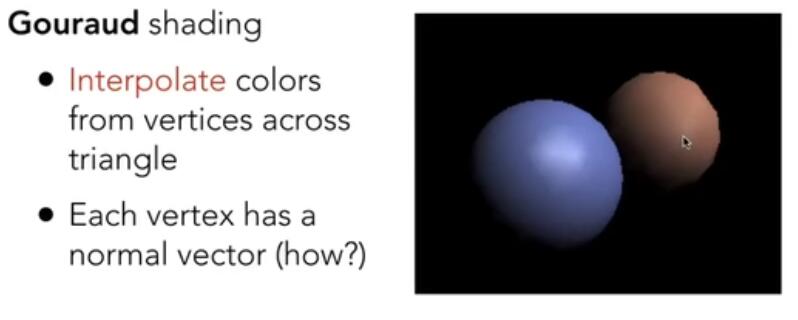 Gouraud shading
• Interpolate colors
from vertices across
triangle
• Each vertex has a
normal vector (how?)